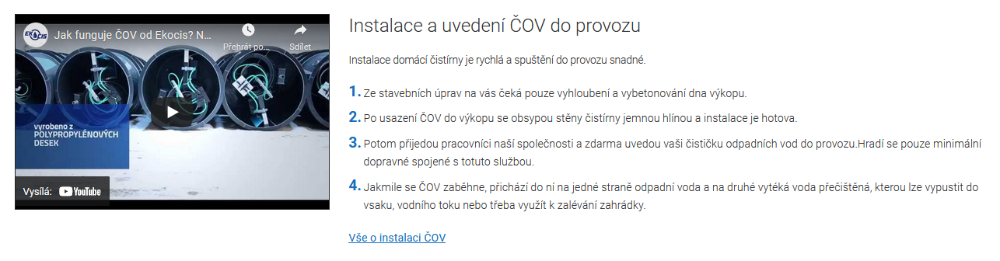 EKOCIS
Jak funguje ČOV od Ekocis? N...
Přehrát po...
Sdílet
vyrobeno z
POLYPROPYLÉNOVÝCH
DESEK
Vysílá: YouTube
Instalace a uvedení ČOV do provozu
Instalace domácí čistírny je rychlá a spuštění do provozu snadné.
1. Ze stavebních úprav na vás čeká pouze vyhloubení a vybetonování dna výkopu.
2. Po usazení ČOV do výkopu se obsypou stěny čistírny jemnou hlínou a instalace je hotova.
3. Potom přijedou pracovníci naší společnosti a zdarma uvedou vaši čističku odpadních vod do provozu.Hradí se pouze minimální
dopravné spojené s totuto službou.
4. Jakmile se ČOV zaběhne, přichází do ní na jedné straně odpadní voda a na druhé vytéká voda přečištěná, kterou lze vypustit do
vsaku, vodního toku nebo třeba využít k zalévání zahrádky.
Vše o instalaci ČOV